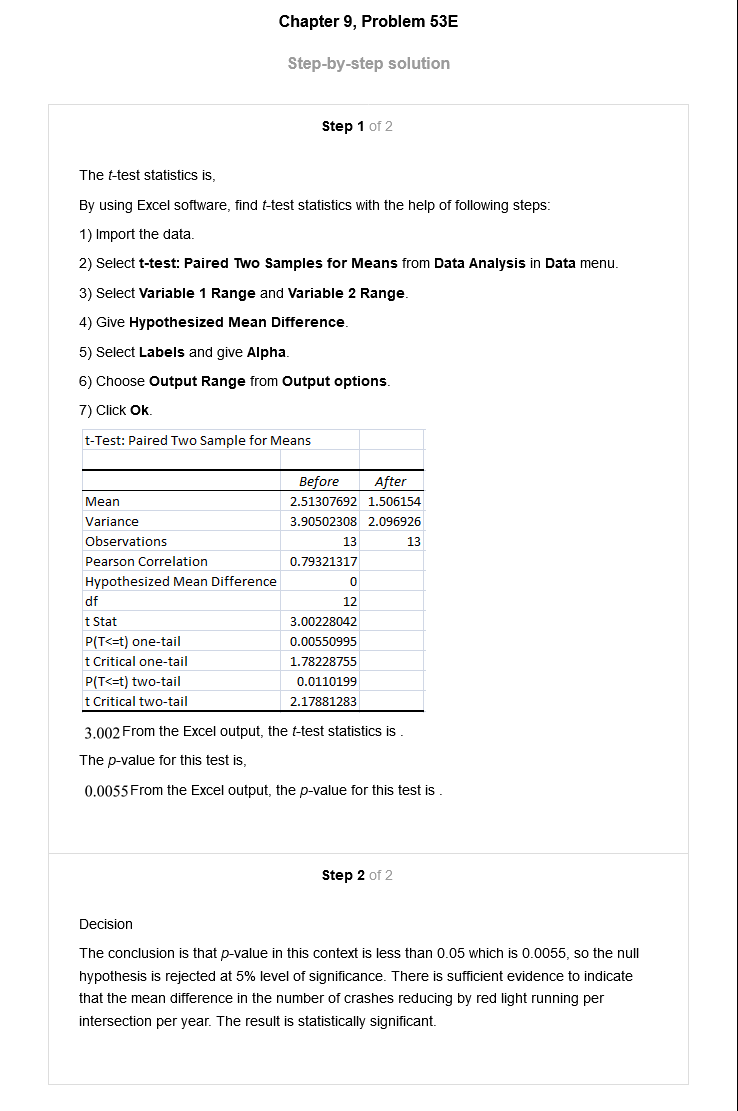 Chapter 9, Problem 53E
Step-by-step solution
Step 1 of 2
The t-test statistics is,
By using Excel software, find t-test statistics with the help of following steps:
1) Import the data.
2) Select t-test: Paired Two Samples for Means from Data Analysis in Data menu.
3) Select Variable 1 Range and Variable 2 Range.
4) Give Hypothesized Mean Difference.
5) Select Labels and give Alpha.
6) Choose Output Range from Output options.
7) Click Ok.
t-Test: Paired Two Sample for Means
Before After
Mean 2.51307692 1.506154
Variance 3.90502308 2.096926
Observations 13 13
Pearson Correlation 0.79321317
Hypothesized Mean Difference 0
df 12
t Stat 3.00228042
P(T<=t) one-tail 0.00550995
t Critical one-tail 1.78228755
P(T<=t) two-tail 0.0110199
t Critical two-tail 2.17881283
3.002 From the Excel output, the t-test statistics is .
The p-value for this test is,
0.0055 From the Excel output, the p-value for this test is .
Step 2 of 2
Decision
The conclusion is that p-value in this context is less than 0.05 which is 0.0055, so the null
hypothesis is rejected at 5% level of significance. There is sufficient evidence to indicate
that the mean difference in the number of crashes reducing by red light running per
intersection per year. The result is statistically significant.